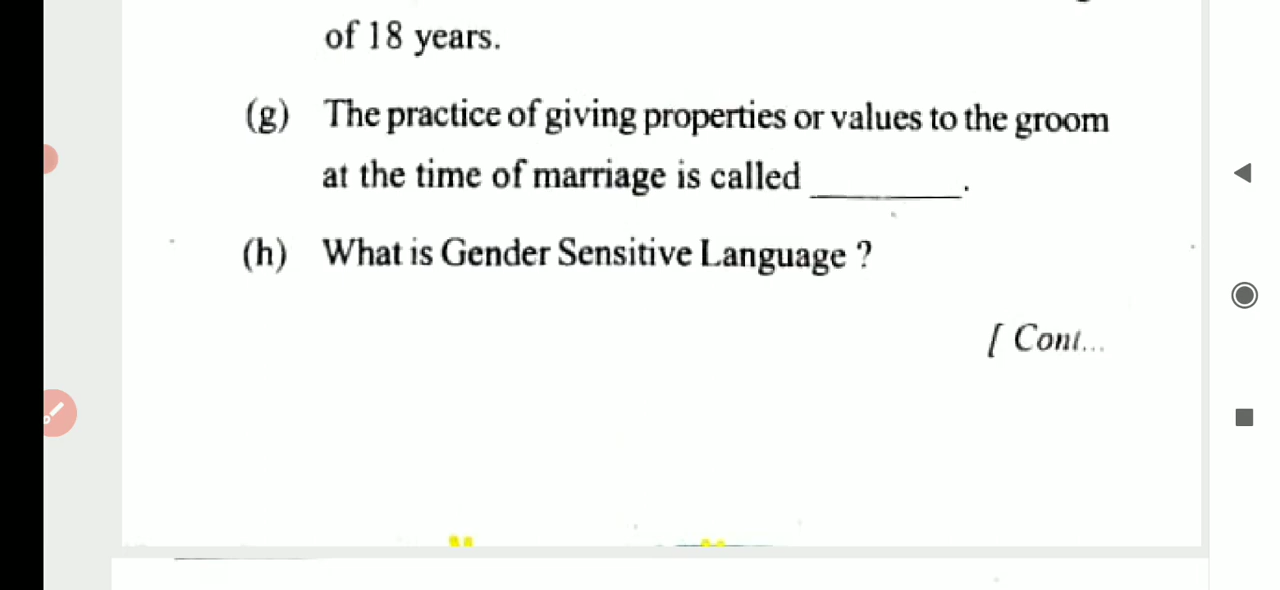 of 18 years.
(g) The practice of giving properties or values to the groom
at the time of marriage is called ________.
(h) What is Gender Sensitive Language ?
[ Cont...